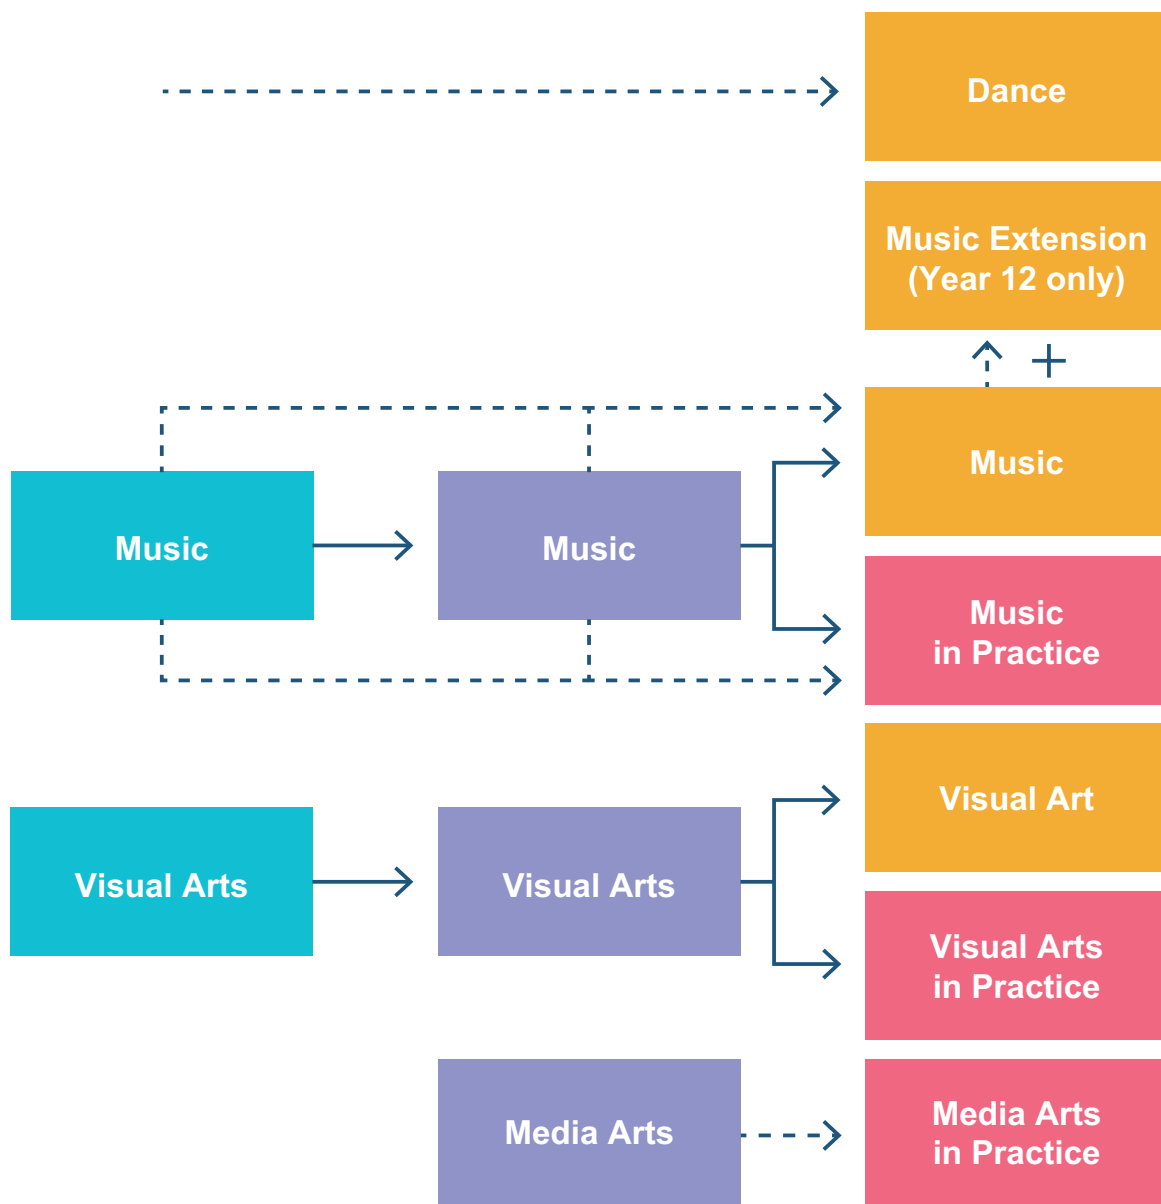 Dance
Music Extension
(Year 12 only)
+
Music
Music
Music
Music
in Practice
Visual Art
Visual Arts
Visual Arts
Visual Arts
in Practice
Media Arts
Media Arts
in Practice